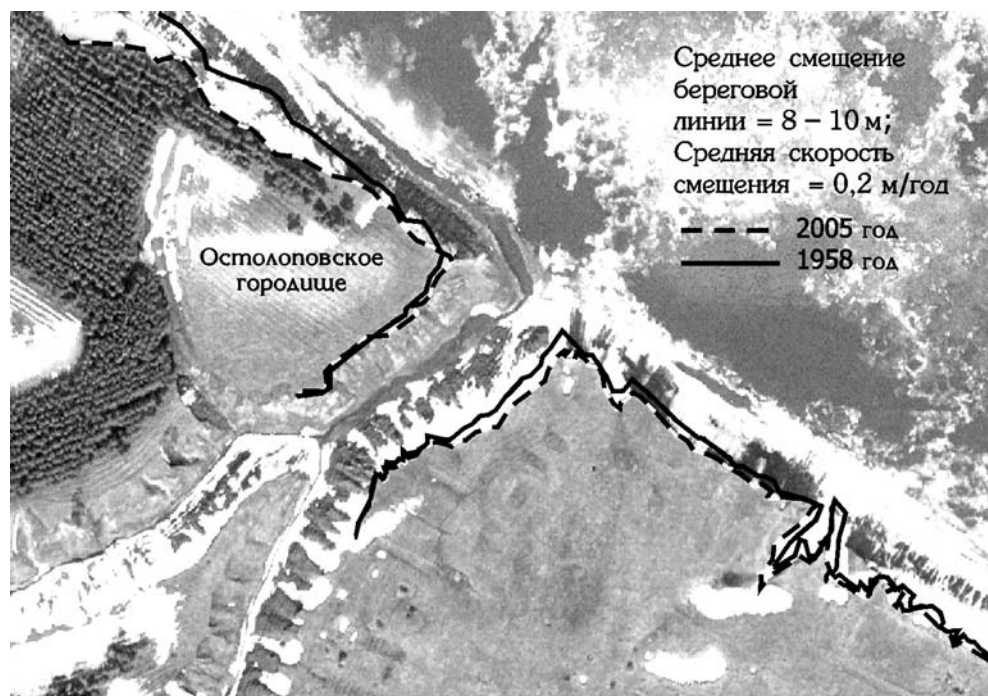 Среднее смещение
береговой
линии = 8 – 10 м;
Средняя скорость
смещения = 0,2 м/год
2005 год
1958 год
Остолоповское
городище